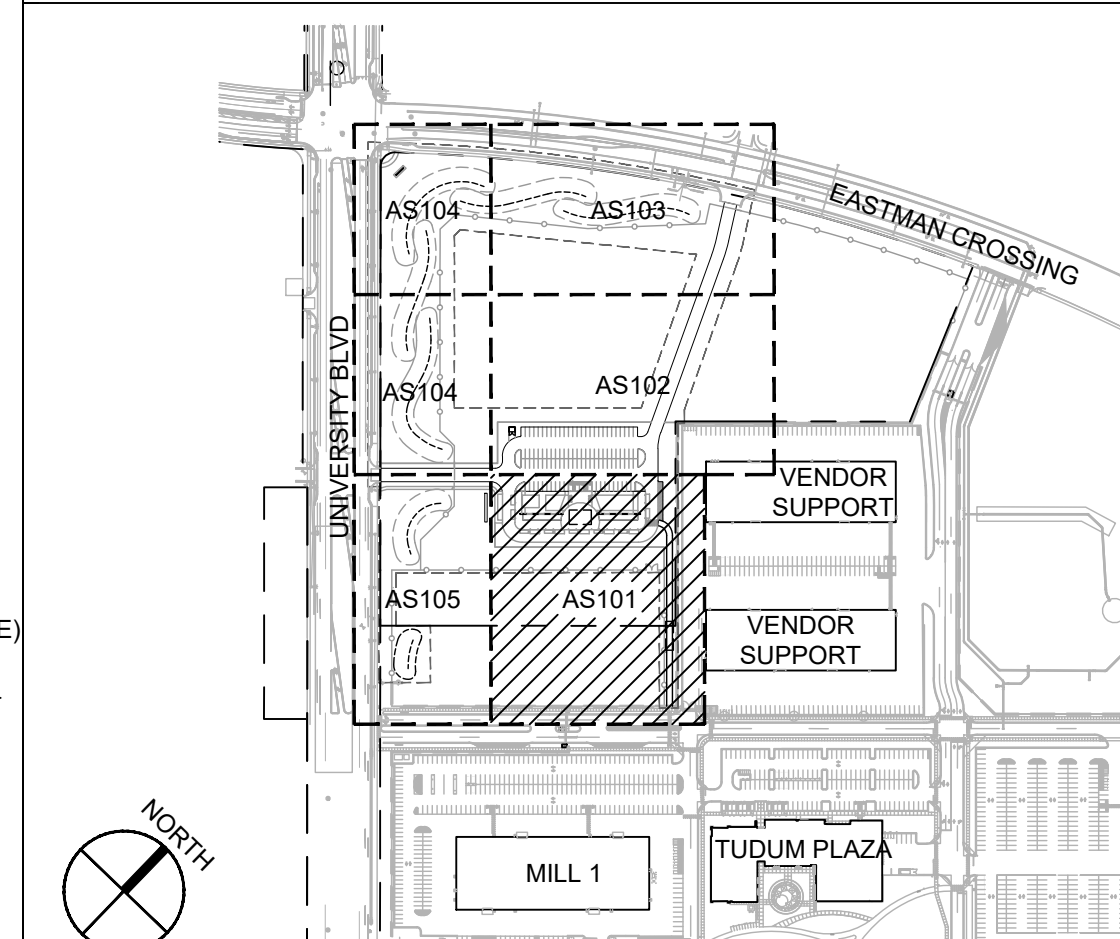 AS104
AS103
EASTMAN CROSSING
UNIVERSITY BLVD
AS104
AS102
VENDOR
SUPPORT
AS105
AS101
E)
VENDOR
SUPPORT
NORTH
MILL 1
TUDUM PLAZA